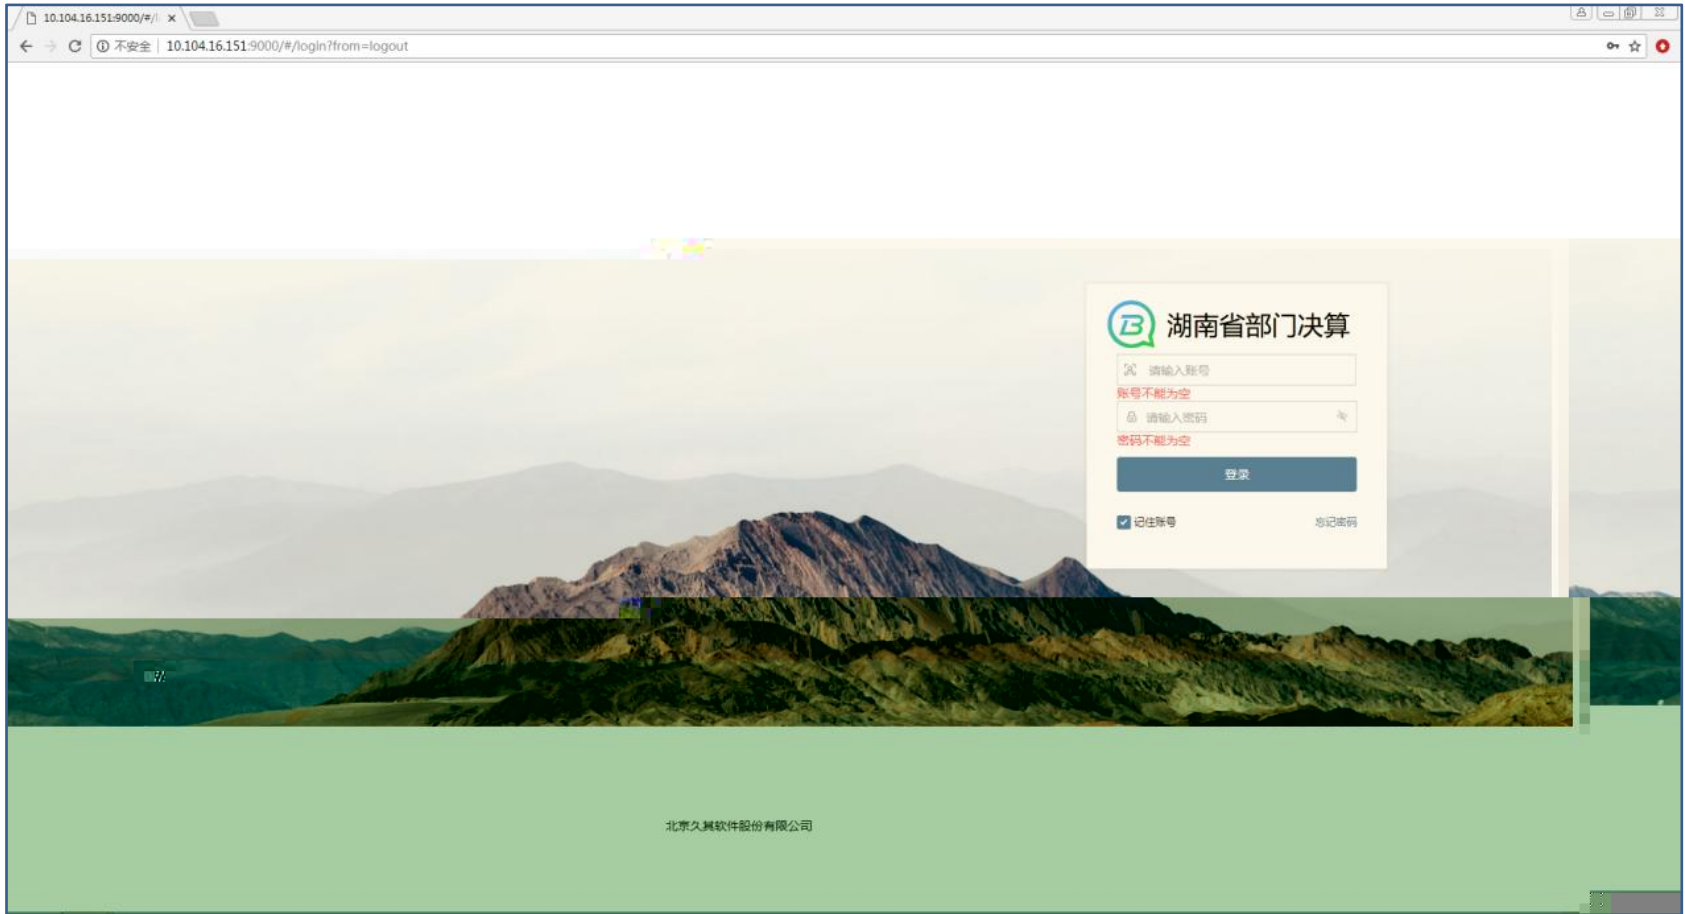 10.104.16.151:9000/#/l
不安全 | 10.104.16.151:9000/#/login?from=logout
湖南省部门决算
请输入账号
账号不能为空
请输入密码
密码不能为空
登录
记住账号
忘记密码
北京久其软件股份有限公司